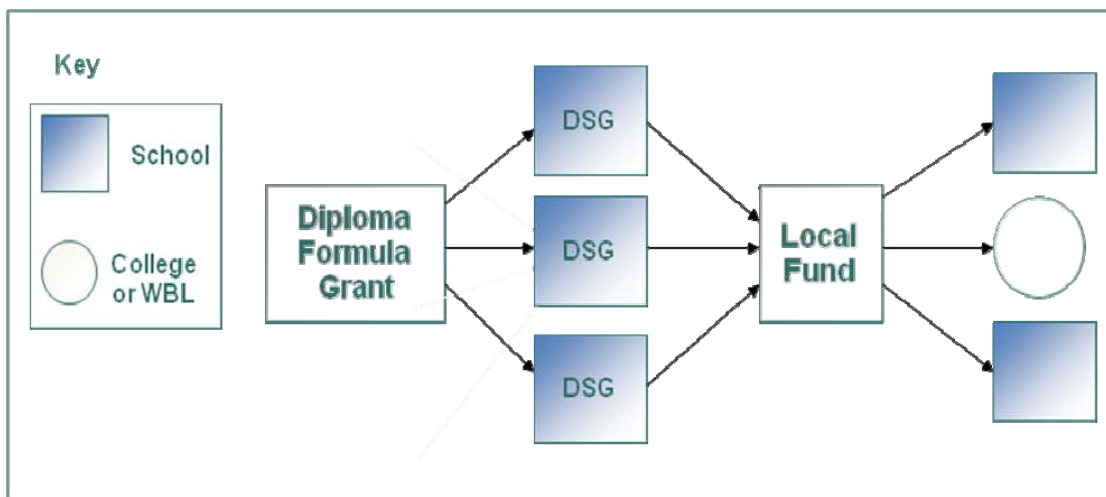 Key
School
College
or WBL
Diploma
Formula
Grant
DSG
DSG
DSG
Local
Fund